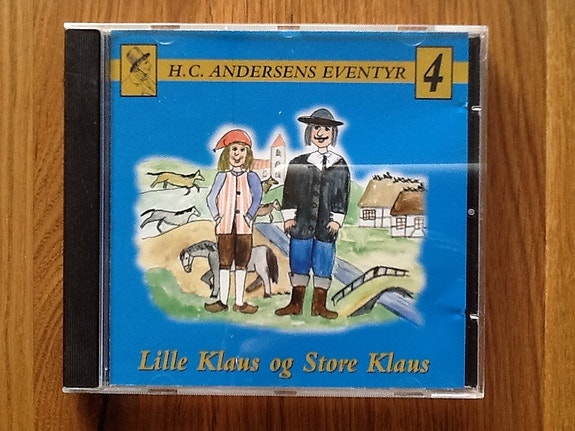 H.C. ANDERSENS EVENTYR 4
Lille Klaus og Store Klaus